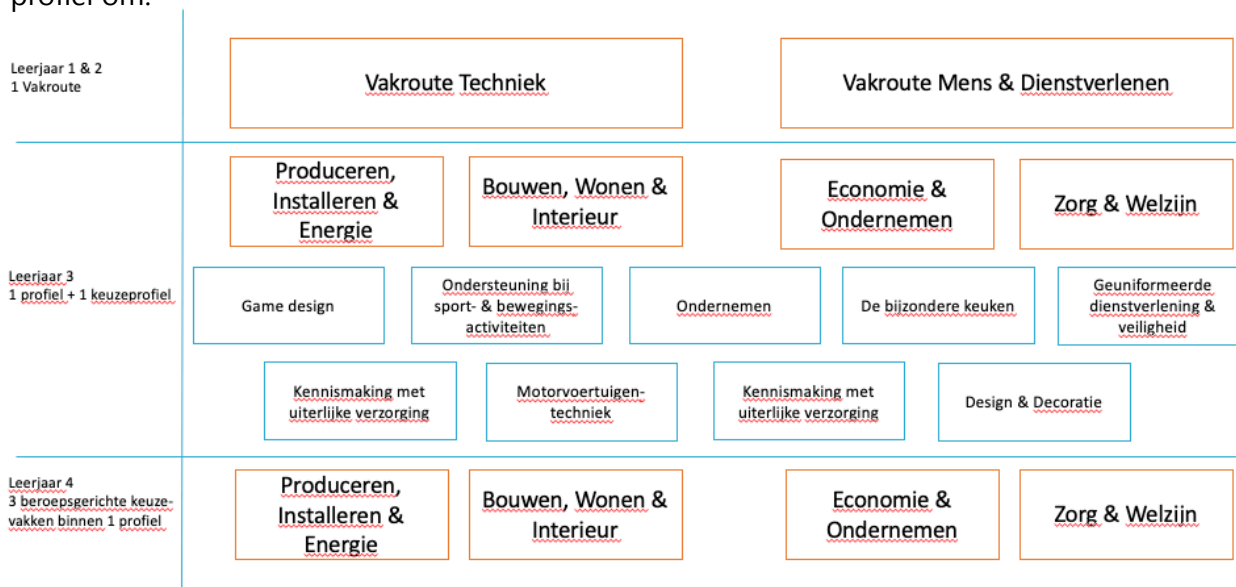 profiel om.
Leerjaar 1 & 2
1 Vakroute
Vakroute Techniek
Vakroute Mens & Dienstverlenen
Leerjaar 3
1 profiel + 1 keuzeprofiel
Produceren,
Installeren &
Energie
Bouwen, Wonen &
Interieur
Economie &
Ondernemen
Zorg & Welzijn
Game design
Ondersteuning bij
sport- & bewegings-
activiteiten
Ondernemen
De bijzondere keuken
Geuniformeerde
dienstverlening &
veiligheid
Kennismaking met
uiterlijke verzorging
Motorvoertuigen-
techniek
Kennismaking met
uiterlijke verzorging
Design & Decoratie
Leerjaar 4
3 beroepsgerichte keuze-
vakken binnen 1 profiel
Produceren,
Installeren &
Energie
Bouwen, Wonen &
Interieur
Economie &
Ondernemen
Zorg & Welzijn